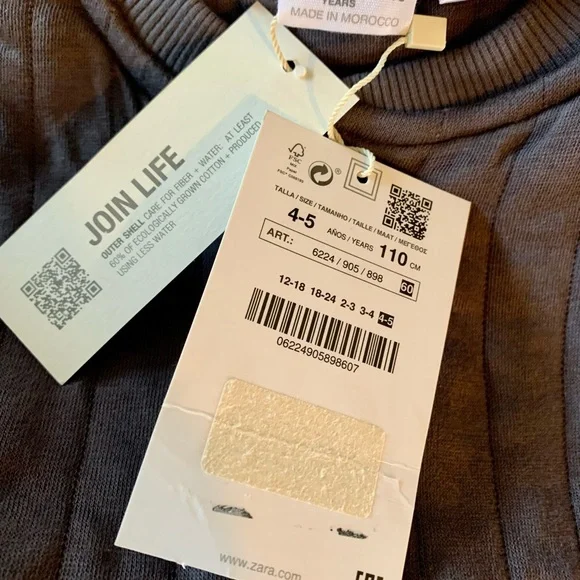 YEARS
MADE IN MOROCCO
JOIN LIFE
OUTER SHELL CARE FOR FIBER + WATER: AT LEAST
60% OF ECOLOGICALLY GROWN COTTON + PRODUCED
USING LESS WATER
FSC
TALLA / SIZE / TAMANHO / TAILLE / MAAT / ΜΕΓΕΘΟΣ
4-5 AÑOS / YEARS 110 CM
ART.: 6224 / 905 / 898 60
12-18 18-24 2-3 3-4 4-5
06224905898607
www.zara.com